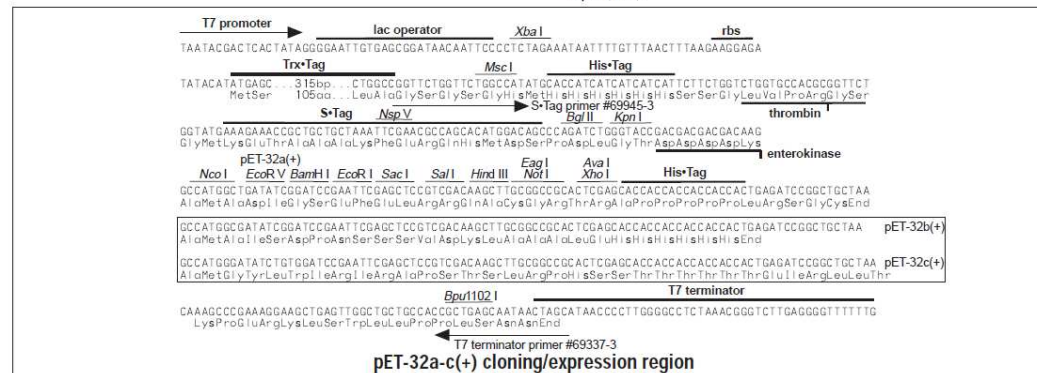 T7 promoter lac operator Xba I rbs
TAATACGACTCACTATAGGGGAATTGTGAGCGGATAACAATTCCCCTCTAGAAATAATTTTGTTTAACTTTAAGAAGGAGA
Trx•Tag Msc I His•Tag
TATACATATGAGC...315bp...CTGGCCGGTTCTGGTTCTGGCCATATGCACCATCATCATCATCATTCTTCTGGTCTGGTGCCACGCGGTTCT
MetSer 105aa LeuAlaGlySerGlySerGlyHisMetHisHisHisHisHisHisSerSerGlyLeuValProArgGlySer
S•Tag primer #69945-3 thrombin
S•Tag Nsp V Bgl II Kpn I
GGTATGAAAGAAACCGCTGCTGCTAAATTCGAACGCCAGCACATGGACAGCCCAGATCTGGGTACCGACGACGACGACAAG
GlyMetLysGluThrAlaAlaAlaLysPheGluArgGlnHisMetAspSerProAspLeuGlyThrAspAspAspAspLys
enterokinase
pET-32a(+) Eag I Ava I
Nco I EcoR V BamH I EcoR I Sac I Sal I Hind III Not I Xho I His•Tag
GCCATGGCTGATATCGGATCCGAATTCGAGCTCCGTCGACAAGCTTGCGGCCGCACTCGAGCACCACCACCACCACCACTGAGATCCGGCTGCTAA
AlaMetAlaAspIleGlySerGluPheGluLeuArgArgGlnAlaCysGlyArgThrArgAlaProProProProProProLeuArgSerGlyCysEnd
GCCATGGCGATATCGGATCCGAATTCGAGCTCCGTCGACAAGCTTGCGGCCGCACTCGAGCACCACCACCACCACCACTGAGATCCGGCTGCTAA pET-32b(+)
AlaMetAlaIleSerAspProAsnSerSerSerValAspLysLeuAlaAlaAlaLeuGluHisHisHisHisHisHisEnd
GCCATGGGATATCTGTGGATCCGAATTCGAGCTCCGTCGACAAGCTTGCGGCCGCACTCGAGCACCACCACCACCACCACTGAGATCCGGCTGCTAA pET-32c(+)
AlaMetGlyTyrLeuTrpIleArgIleArgAlaProSerThrSerLeuArgProHisSerSerThrThrThrThrThrThrGluIleArgLeuLeuThr
Bpu1102 I T7 terminator
CAAAGCCCGAAAGGAAGCTGAGTTGGCTGCTGCCACCGCTGAGCAATAACTAGCATAACCCCTTGGGGCCTCTAAACGGGTCTTGAGGGGTTTTTTG
LysProGluArgLysLeuSerTrpLeuLeuProProLeuSerAsnAsnEnd
T7 terminator primer #69337-3
pET-32a-c(+) cloning/expression region